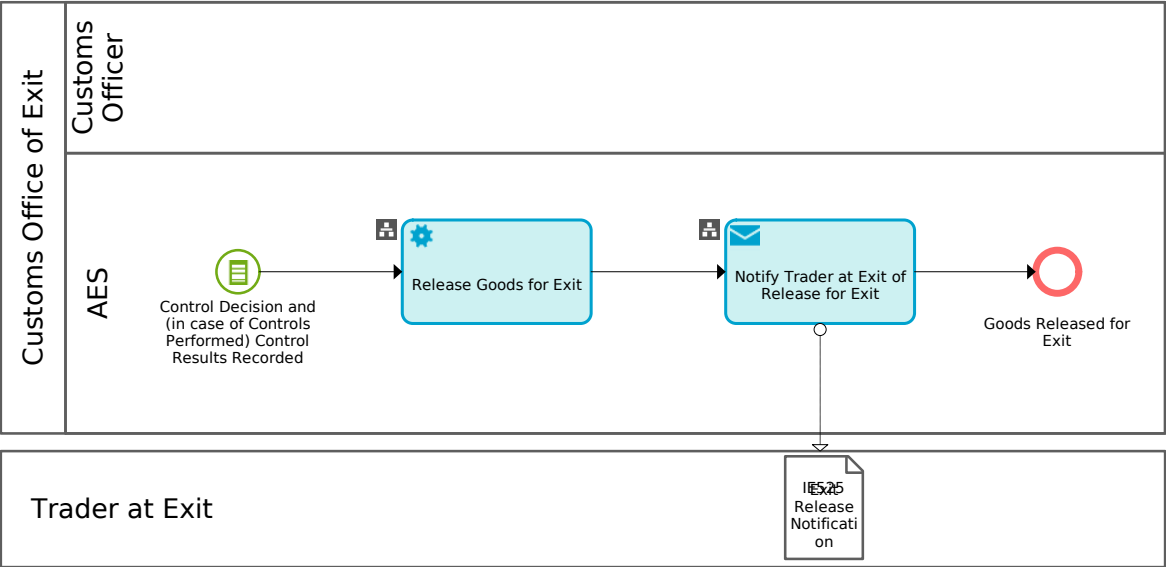 Customs Office of Exit
Customs
Officer
AES
Control Decision and
(in case of Controls
Performed) Control
Results Recorded
Release Goods for Exit
Notify Trader at Exit of
Release for Exit
Goods Released for
Exit
Trader at Exit
IE525
Exit
Release
Notificati
on